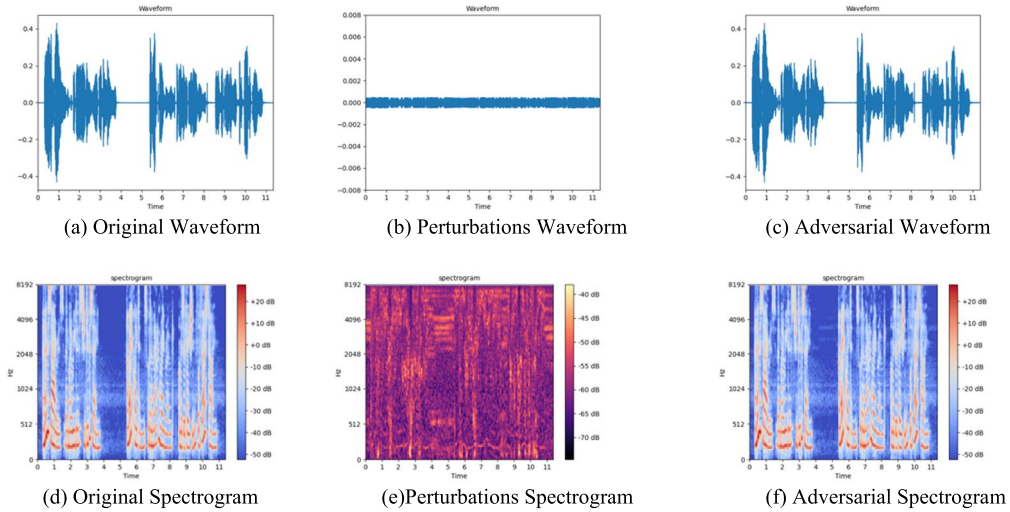 Waveform
0.4
0.2
0.0
−0.2
−0.4
0 1 2 3 4 5 6 7 8 9 10 11
Time
(a) Original Waveform
Waveform
0.008
0.006
0.004
0.002
0.000
−0.002
−0.004
−0.006
−0.008
0 1 2 3 4 5 6 7 8 9 10 11
Time
(b) Perturbations Waveform
Waveform
0.4
0.2
0.0
−0.2
−0.4
0 1 2 3 4 5 6 7 8 9 10 11
Time
(c) Adversarial Waveform
spectrogram
8192
4096
2048
1024
512
0
Hz
0 1 2 3 4 5 6 7 8 9 10 11
Time
+20 dB
+10 dB
+0 dB
-10 dB
-20 dB
-30 dB
-40 dB
-50 dB
(d) Original Spectrogram
spectrogram
8192
4096
2048
1024
512
0
Hz
0 1 2 3 4 5 6 7 8 9 10 11
Time
-40 dB
-45 dB
-50 dB
-55 dB
-60 dB
-65 dB
-70 dB
(e)Perturbations Spectrogram
spectrogram
8192
4096
2048
1024
512
0
Hz
0 1 2 3 4 5 6 7 8 9 10 11
Time
+20 dB
+10 dB
+0 dB
-10 dB
-20 dB
-30 dB
-40 dB
-50 dB
(f) Adversarial Spectrogram